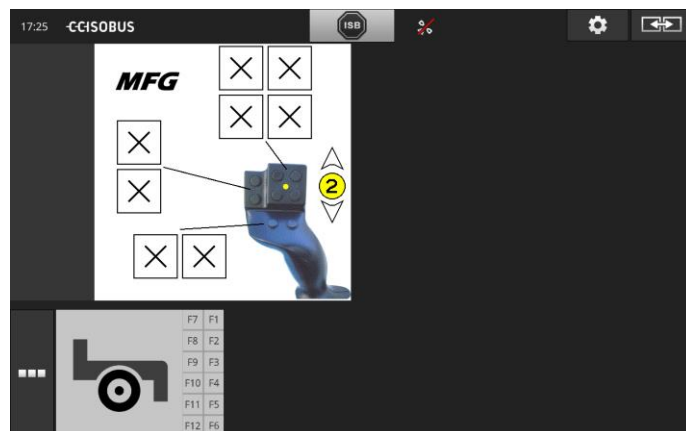 17:25 CCISOBUS
ISB
MFG
2
F7 F1
F8 F2
F9 F3
F10 F4
F11 F5
F12 F6